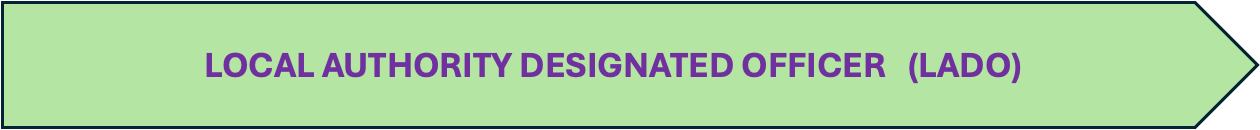 LOCAL AUTHORITY DESIGNATED OFFICER (LADO)